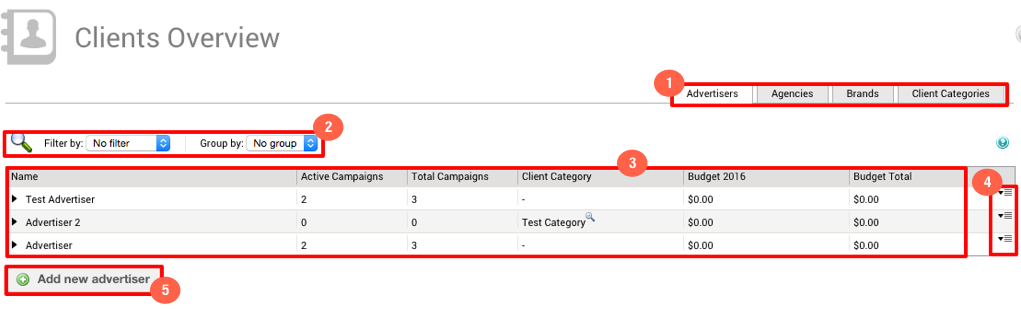 Clients Overview
1
Advertisers Agencies Brands Client Categories
2
Filter by: No filter Group by: No group
3
Name Active Campaigns Total Campaigns Client Category Budget 2016 Budget Total
4
Test Advertiser 2 3 - $0.00 $0.00
Advertiser 2 0 0 Test Category $0.00 $0.00
Advertiser 2 3 - $0.00 $0.00
Add new advertiser
5